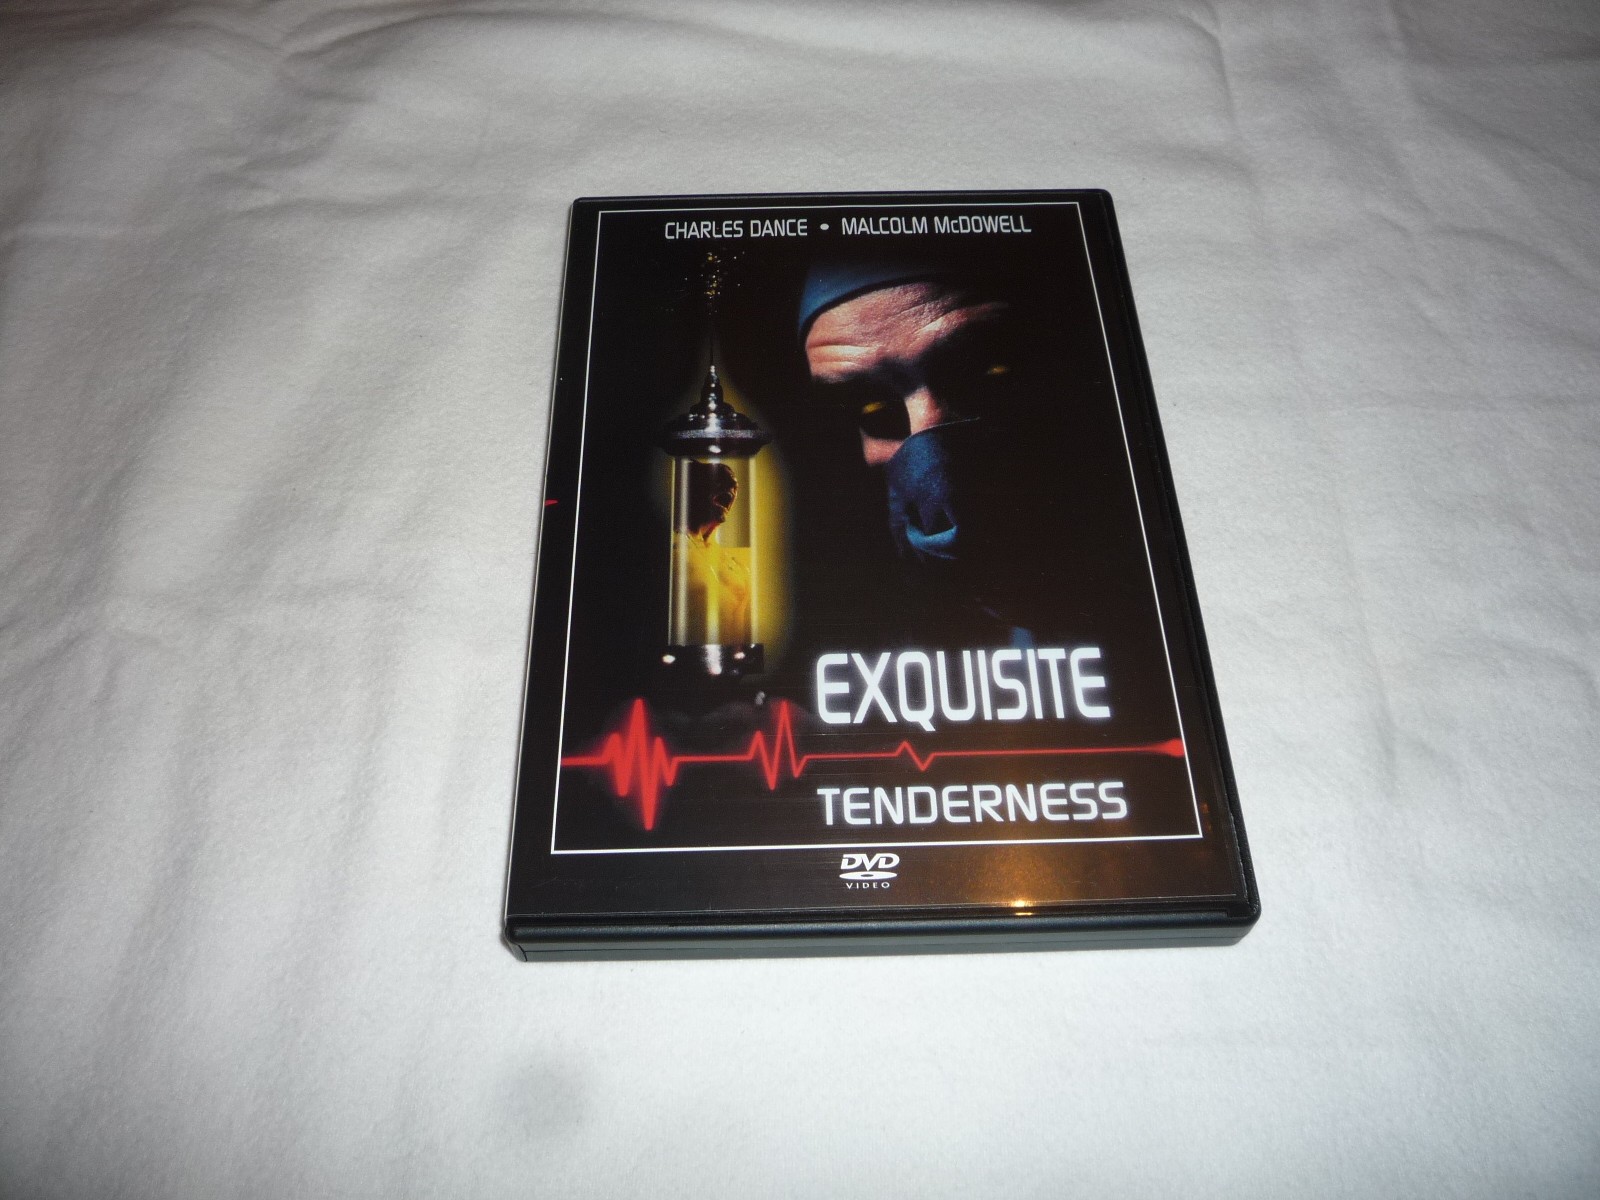 CHARLES DANCE • MALCOLM McDOWELL
EXQUISITE
TENDERNESS
DVD
VIDEO